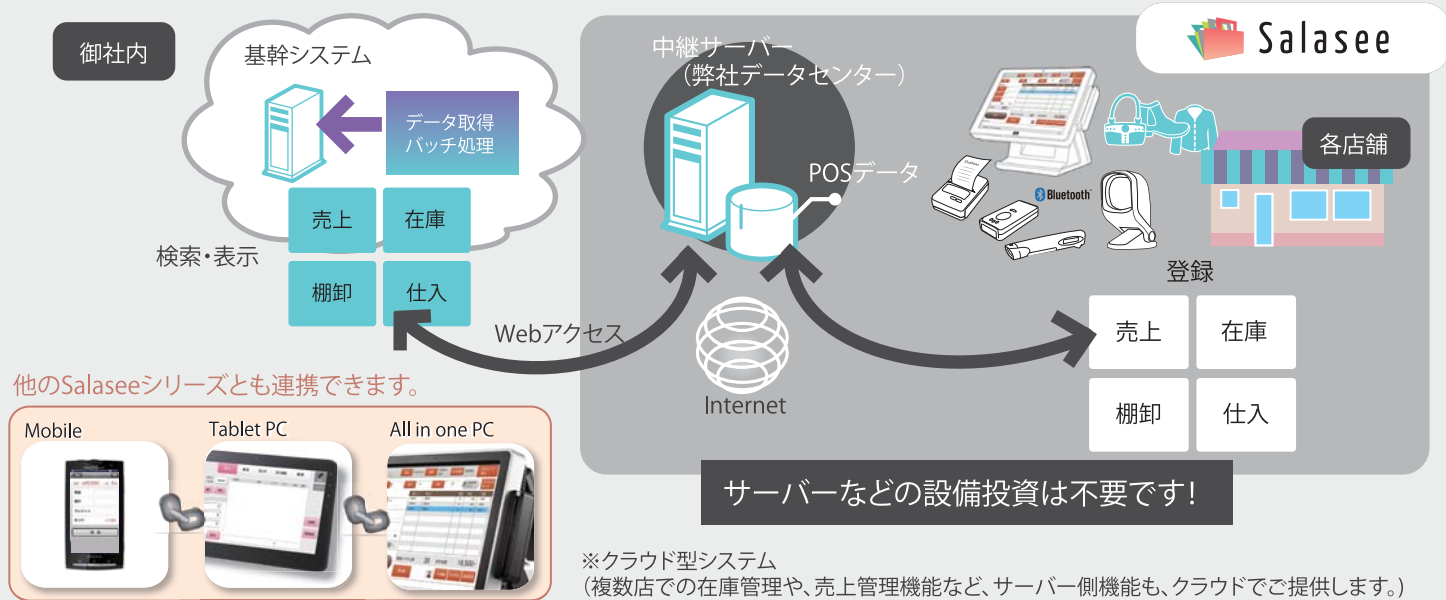 御社内
基幹システム
データ取得
バッチ処理
売上
在庫
検索・表示
棚卸
仕入
Webアクセス
中継サーバー
（弊社データセンター）
POSデータ
Internet
Salasee
Bluetooth
各店舗
登録
売上
在庫
棚卸
仕入
他のSalaseeシリーズとも連携できます。
Mobile
Tablet PC
All in one PC
サーバーなどの設備投資は不要です！
※クラウド型システム
（複数店での在庫管理や、売上管理機能など、サーバー側機能も、クラウドでご提供します。）